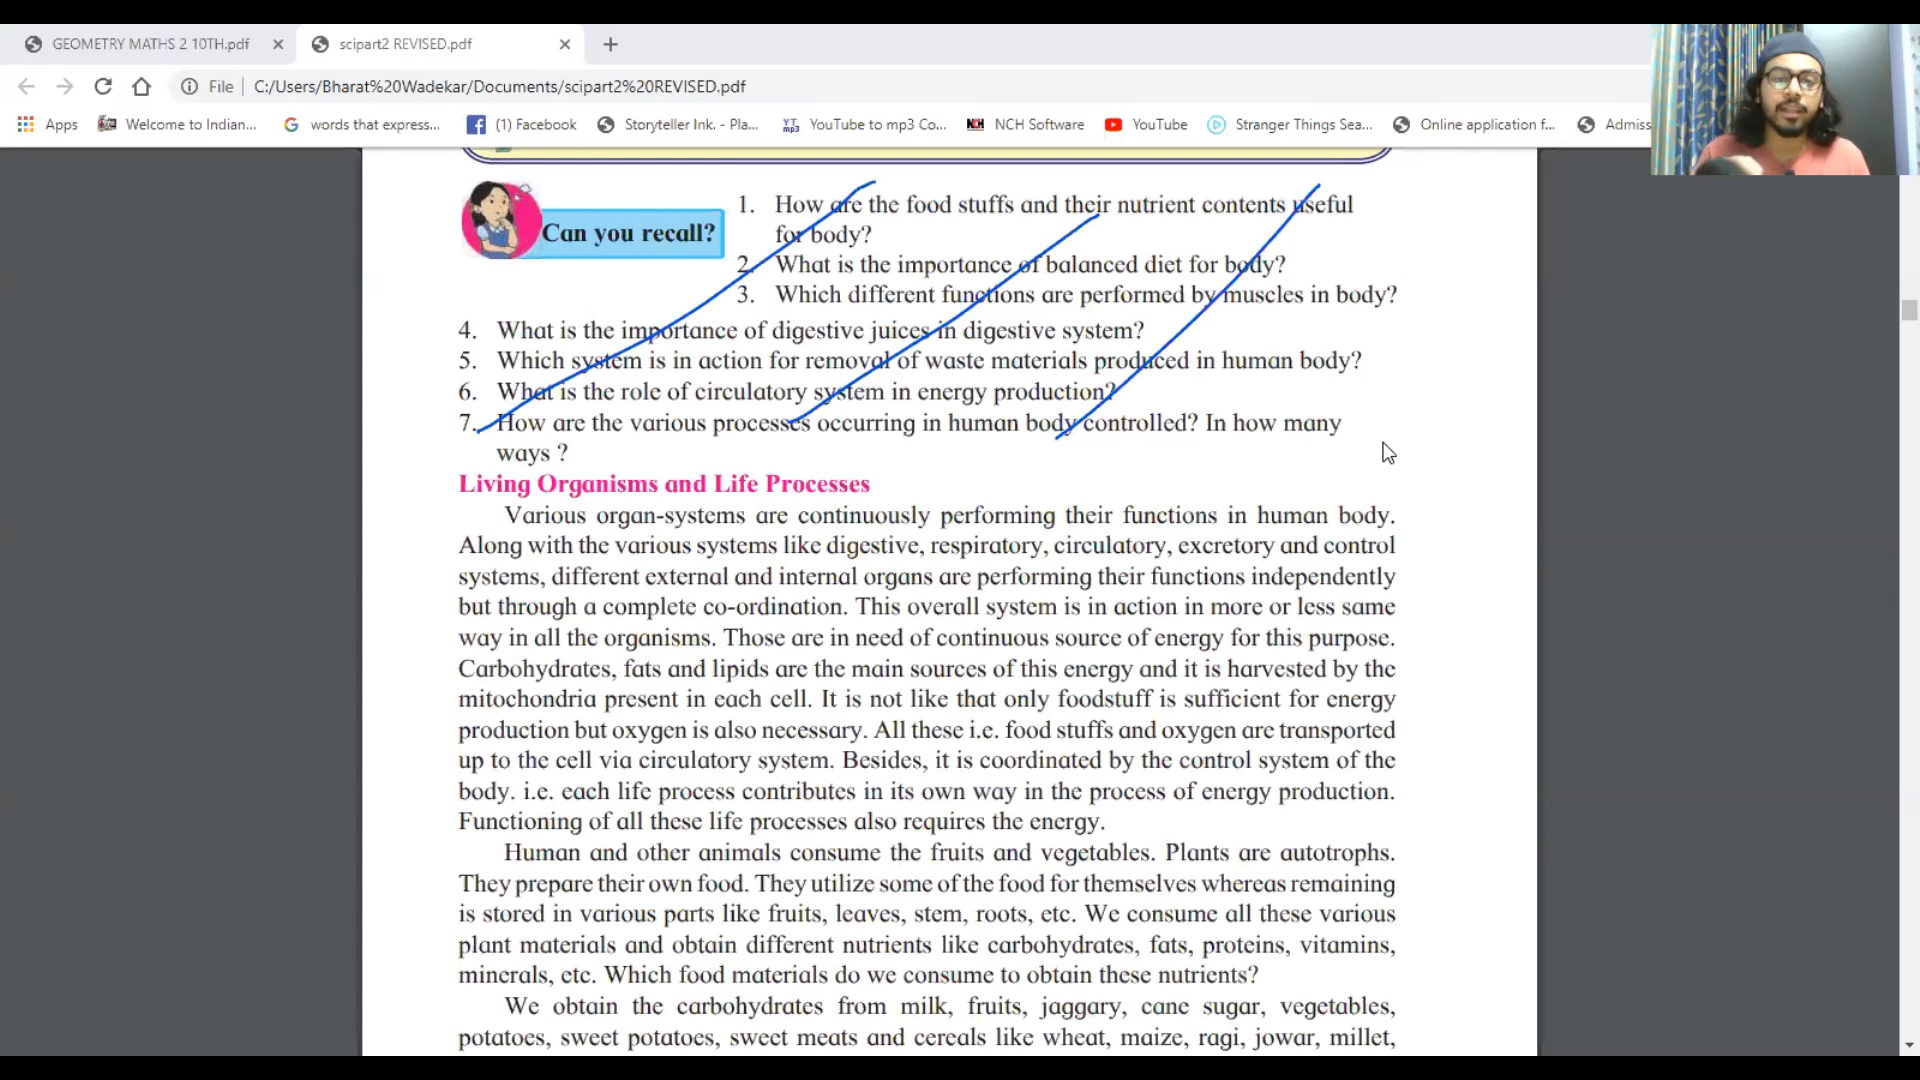 GEOMETRY MATHS 2 10TH.pdf
scipart2 REVISED.pdf
File
C:/Users/Bharat%20Wadekar/Documents/scipart2%20REVISED.pdf
Apps
Welcome to Indian...
words that express...
(1) Facebook
Storyteller Ink. - Pla...
YouTube to mp3 Co...
NCH Software
YouTube
Stranger Things Sea...
Online application f...
Admiss
Can you recall?
1. How are the food stuffs and their nutrient contents useful
for body?
2. What is the importance of balanced diet for body?
3. Which different functions are performed by muscles in body?
4. What is the importance of digestive juices in digestive system?
5. Which system is in action for removal of waste materials produced in human body?
6. What is the role of circulatory system in energy production?
7. How are the various processes occurring in human body controlled? In how many
ways ?
Living Organisms and Life Processes
Various organ-systems are continuously performing their functions in human body.
Along with the various systems like digestive, respiratory, circulatory, excretory and control
systems, different external and internal organs are performing their functions independently
but through a complete co-ordination. This overall system is in action in more or less same
way in all the organisms. Those are in need of continuous source of energy for this purpose.
Carbohydrates, fats and lipids are the main sources of this energy and it is harvested by the
mitochondria present in each cell. It is not like that only foodstuff is sufficient for energy
production but oxygen is also necessary. All these i.e. food stuffs and oxygen are transported
up to the cell via circulatory system. Besides, it is coordinated by the control system of the
body. i.e. each life process contributes in its own way in the process of energy production.
Functioning of all these life processes also requires the energy.
Human and other animals consume the fruits and vegetables. Plants are autotrophs.
They prepare their own food. They utilize some of the food for themselves whereas remaining
is stored in various parts like fruits, leaves, stem, roots, etc. We consume all these various
plant materials and obtain different nutrients like carbohydrates, fats, proteins, vitamins,
minerals, etc. Which food materials do we consume to obtain these nutrients?
We obtain the carbohydrates from milk, fruits, jaggary, cane sugar, vegetables,
potatoes, sweet potatoes, sweet meats and cereals like wheat, maize, ragi, jowar, millet,